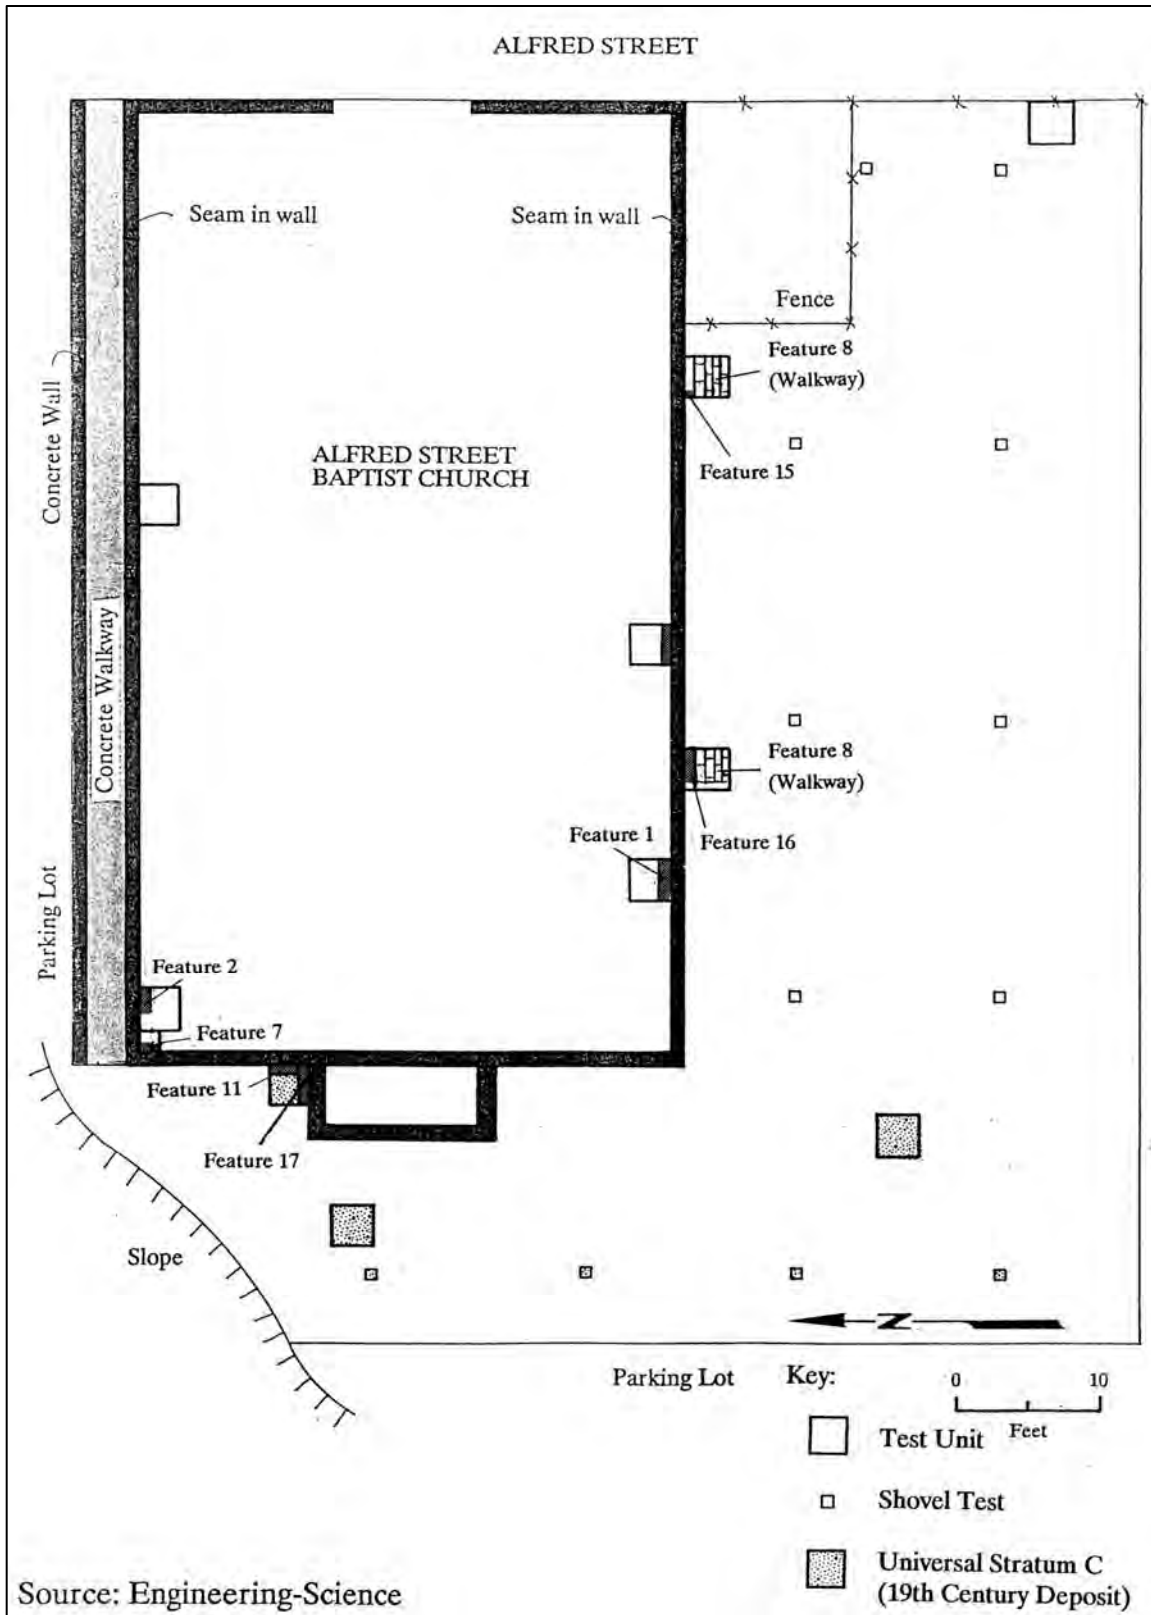 ALFRED STREET
Seam in wall
Seam in wall
Fence
Feature 8
(Walkway)
Concrete Wall
ALFRED STREET
BAPTIST CHURCH
Feature 15
Concrete Walkway
Feature 8
(Walkway)
Feature 1
Feature 16
Parking Lot
Feature 2
Feature 7
Feature 11
Feature 17
Slope
N
Parking Lot
Key:
0 10
Feet
Test Unit
Shovel Test
Universal Stratum C
(19th Century Deposit)
Source: Engineering-Science